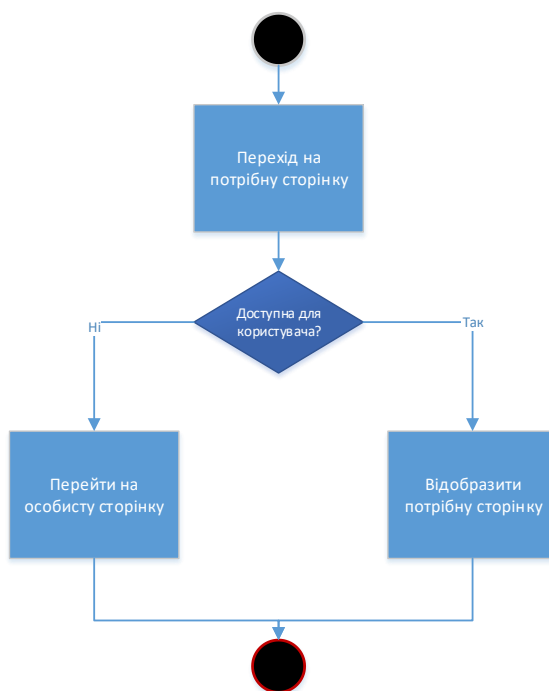 Перехід на
потрібну сторінку
Доступна для
користувача?
Ні
Так
Перейти на
особисту сторінку
Відобразити
потрібну сторінку